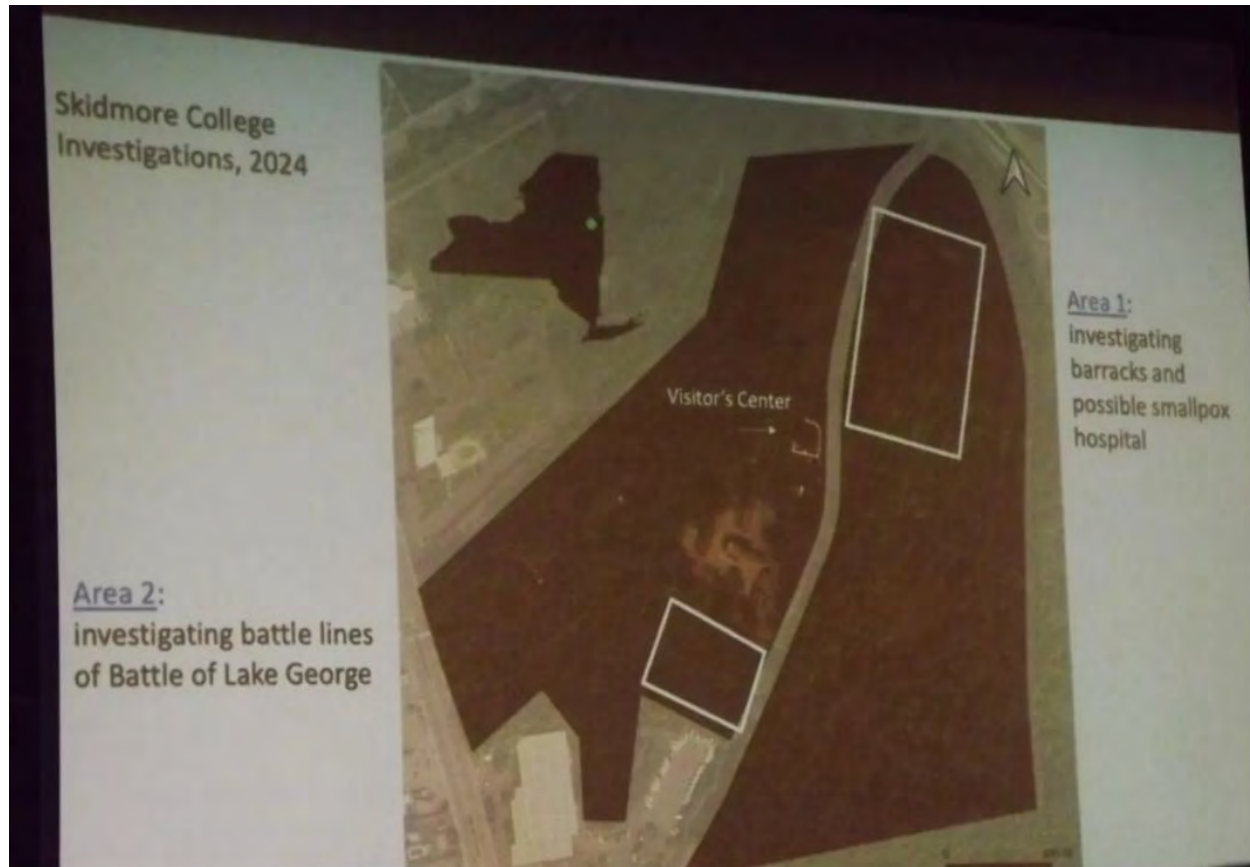 Skidmore College
Investigations, 2024
Visitor's Center
Area 1:
investigating
barracks and
possible smallpox
hospital
Area 2:
investigating battle lines
of Battle of Lake George